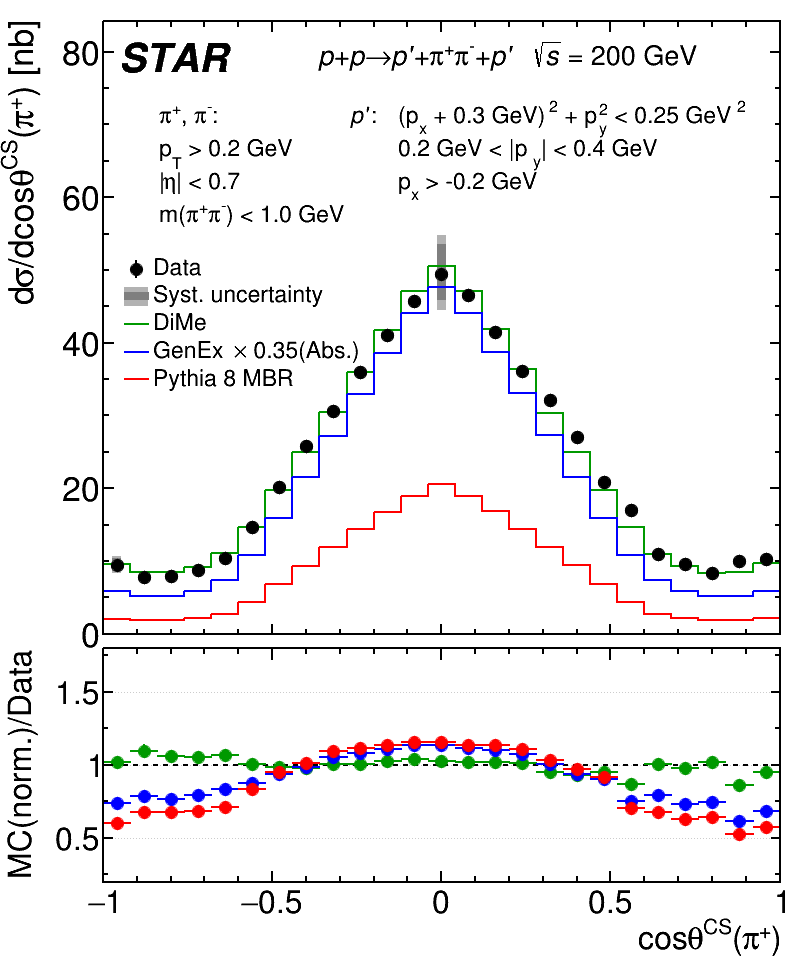 STAR p+p→p′+π⁺π⁻+p′ √s = 200 GeV
π⁺, π⁻: p′: (pₓ + 0.3 GeV)² + p_y² < 0.25 GeV²
p_T > 0.2 GeV 0.2 GeV < |p_y| < 0.4 GeV
|η| < 0.7 pₓ > -0.2 GeV
m(π⁺π⁻) < 1.0 GeV
Data
Syst. uncertainty
DiMe
GenEx × 0.35(Abs.)
Pythia 8 MBR
dσ/dcosθ^CS(π⁺) [nb]
80
60
40
20
0
MC(norm.)/Data
1.5
1
0.5
−1 −0.5 0 0.5 1
cosθ^CS(π⁺)